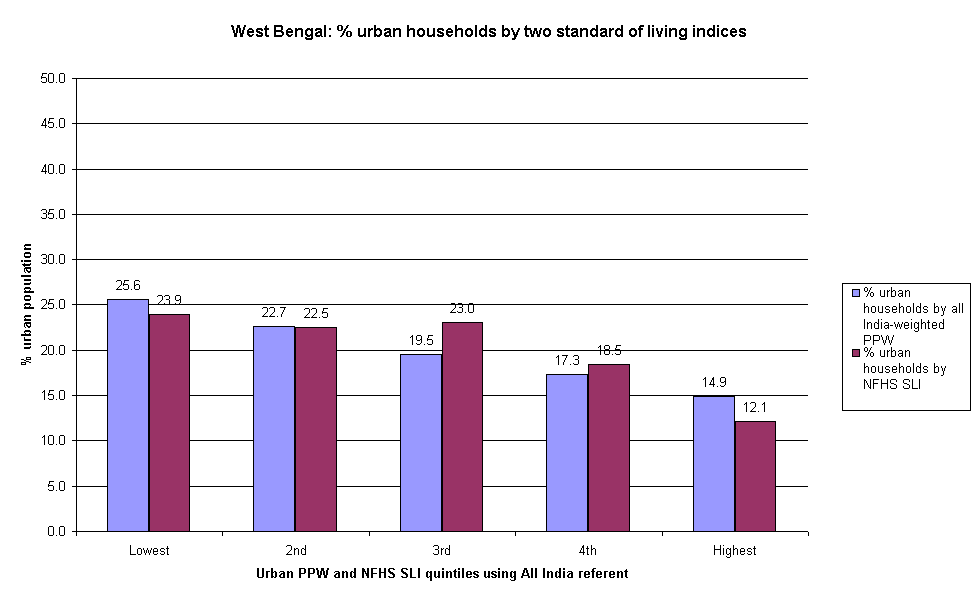 West Bengal: % urban households by two standard of living indices
50.0
45.0
40.0
35.0
30.0
25.0
20.0
15.0
10.0
5.0
0.0
% urban population
25.6
23.9
22.7
22.5
19.5
23.0
17.3
18.5
14.9
12.1
Lowest
2nd
3rd
4th
Highest
Urban PPW and NFHS SLI quintiles using All India referent
% urban
households by all
India-weighted
PPW
% urban
households by
NFHS SLI